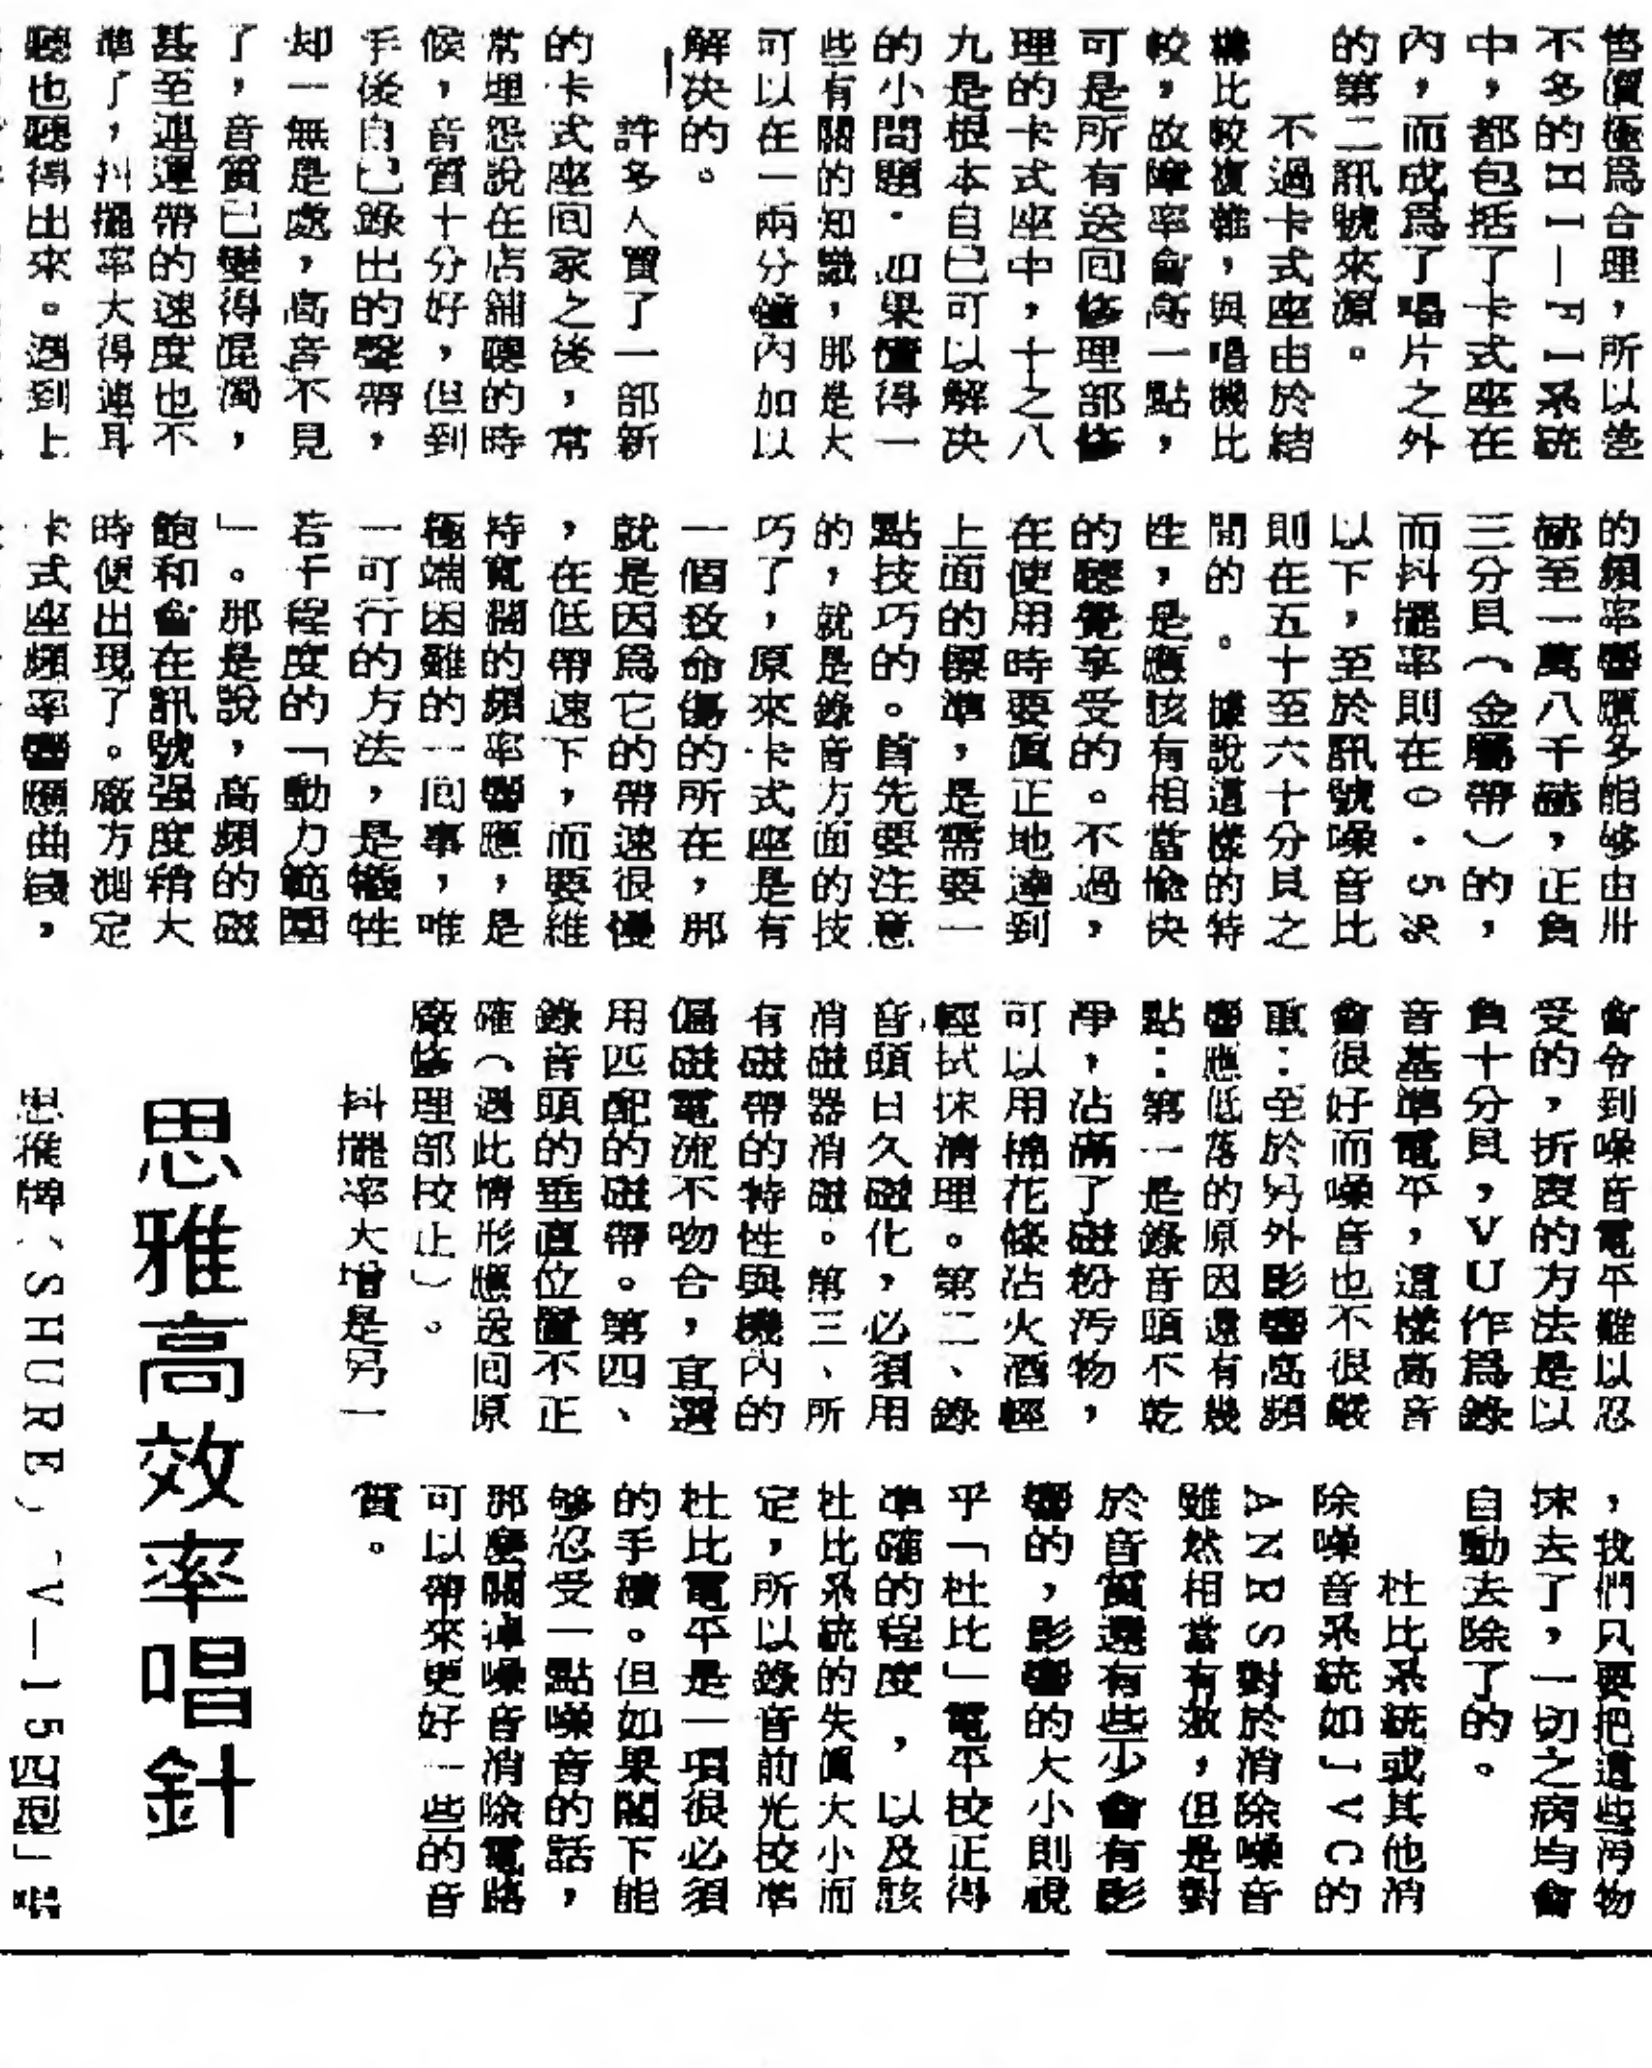 售價極爲合理，所以差
不多的HI—FI系統
中，都包括了卡式座在
內，而成爲了唱片之外
的第二訊號來源。
不過卡式座由於結
構比較複雜，與唱機比
較，故障率會高一點，
可是所有送回修理部修
理的卡式座中，十之八
九是根本自己可以解决
的小問題．如果懂得一
些有關的知識，那是大
可以在一兩分鐘內加以
解决的。
許多人買了一部新
的卡式座回家之後，常
常埋怨說在店舖聽的時
候，音質十分好，但到
手後自己錄出的聲帶，
却一無是處，高音不見
了，音質已變得混濁，
甚至連運帶的速度也不
準了，抖擺率大得連耳
聽也聽得出來。遇到上
的頻率響應多能够由卅
赫至一萬八千赫，正負
三分貝（金屬帶）的，
而抖擺率則在0．5％
以下，至於訊號噪音比
則在五十至六十分貝之
間的。據說這樣的特
性，是應該有相當愉快
的聽覺享受的。不過，
在使用時要眞正地達到
上面的標準，是需要一
點技巧的。首先要注意
的，就是錄音方面的技
巧了，原來卡式座是有
一個致命傷的所在，那
就是因爲它的帶速很慢
，在低帶速下，而要維
持寬闊的頻率響應，是
極端困難的一回事，唯
一可行的方法，是犧牲
若干程度的「動力範圍
」。那是說，高頻的磁
飽和會在訊號强度稍大
時便出現了。廠方測定
卡式座頻率響應曲綫，
會令到噪音電平難以忍
受的，折衷的方法是以
負十分貝，VU作爲錄
音基準電平，這樣高音
會很好而噪音也不很嚴
重：至於另外影響高頻
響應低落的原因還有幾
點：第一是錄音頭不乾
淨，沾滿了磁粉污物，
可以用棉花條沾火酒輕
輕拭抹清理。第二、錄
音頭日久磁化，必須用
消磁器消磁。第三、所
有磁帶的特性與機內的
偏磁電流不吻合，宜選
用匹配的磁帶。第四、
錄音頭的垂直位置不正
確（遇此情形應送回原
廠修理部校正）。
抖擺率大增是另一
，我們只要把這些污物
抹去了，一切之病均會
自動去除了的。
杜比系統或其他消
除噪音系統如JVC的
ANRS對於消除噪音
雖然相當有效，但是對
於音質還有些少會有影
響的，影響的大小則視
乎「杜比」電平校正得
準確的程度，以及該
杜比系統的失眞大小而
定，所以錄音前先校準
杜比電平是一項很必須
的手續。但如果閣下能
够忍受一點噪音的話，
那麼關掉噪音消除電路
可以帶來更好一些的音
質。
思雅高效率唱針
思雅牌（SHURE）「V—15四型」